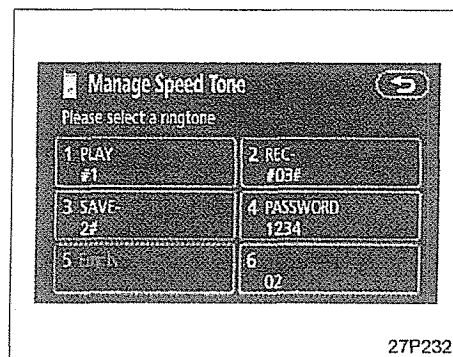 Manage Speed Tone
Please select a ringtone
1 PLAY
#1
2 REC-
#03#
3 SAVE-
2#
4 PASSWORD
1234
5
6
02
27P232